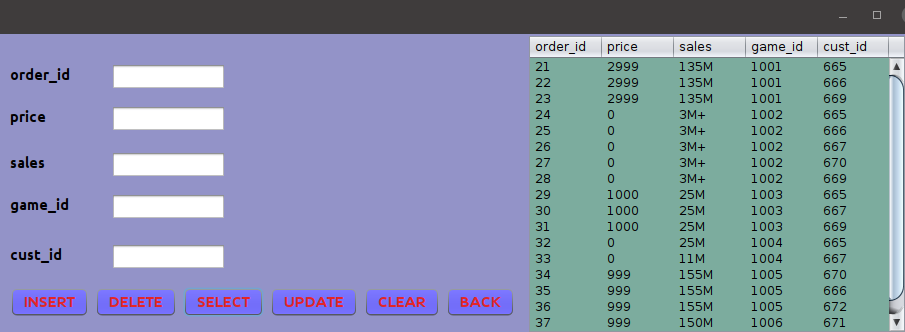 order_id
price
sales
game_id
cust_id
INSERT DELETE SELECT UPDATE CLEAR BACK
order_id price sales game_id cust_id
21 2999 135M 1001 665
22 2999 135M 1001 666
23 2999 135M 1001 669
24 0 3M+ 1002 665
25 0 3M+ 1002 666
26 0 3M+ 1002 667
27 0 3M+ 1002 670
28 0 3M+ 1002 669
29 1000 25M 1003 665
30 1000 25M 1003 667
31 1000 25M 1003 669
32 0 25M 1004 665
33 0 11M 1004 667
34 999 155M 1005 670
35 999 155M 1005 666
36 999 155M 1005 672
37 999 150M 1006 671